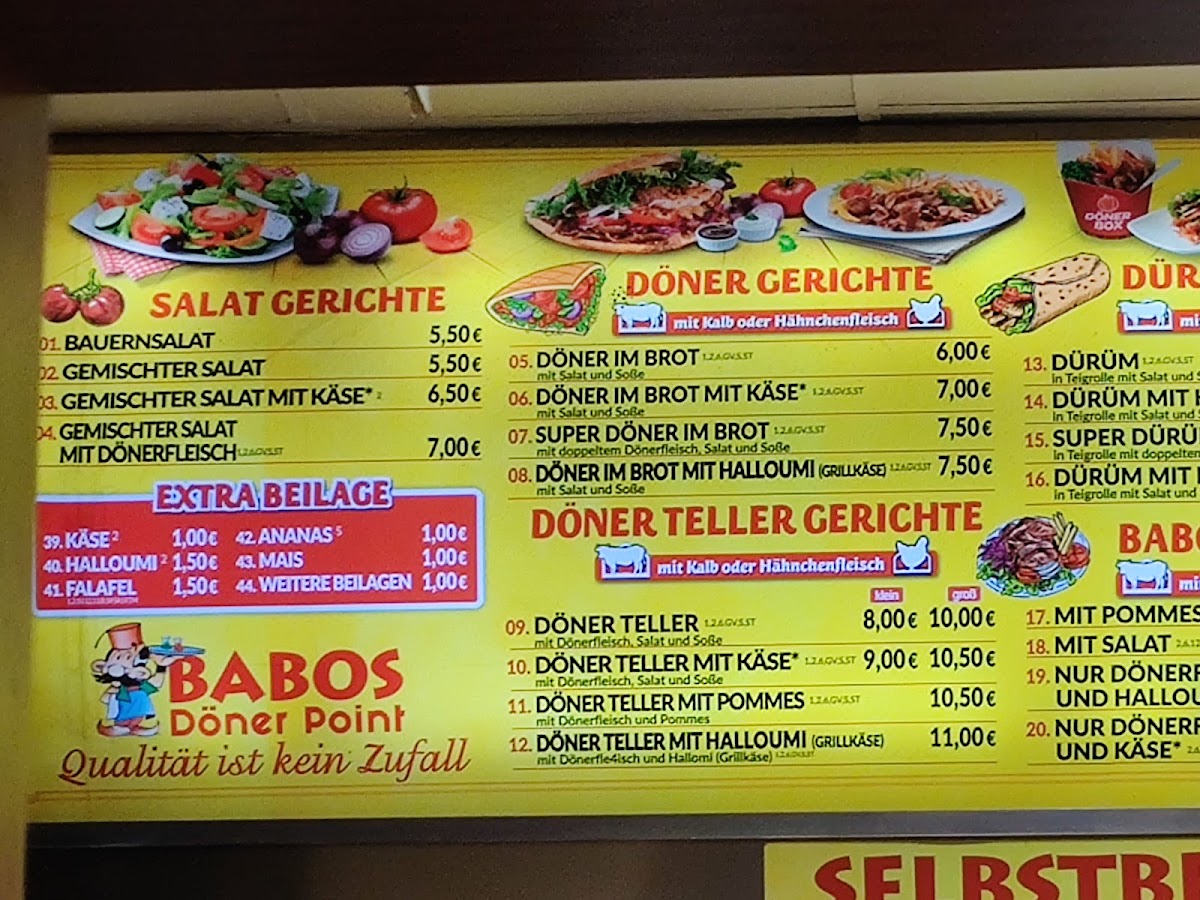 SALAT GERICHTE
01. BAUERNSALAT 5,50 €
02 GEMISCHTER SALAT 5,50 €
03. GEMISCHTER SALAT MIT KÄSE* 2 6,50 €
04. GEMISCHTER SALAT
MIT DÖNERFLEISCH 7,00 €
EXTRA BEILAGE
39. KÄSE 2 1,00 € 42. ANANAS 5 1,00 €
40. HALLOUMI 2 1,50 € 43. MAIS 1,00 €
41. FALAFEL 1,50 € 44. WEITERE BEILAGEN 1,00 €
BABOS
Döner Point
Qualität ist kein Zufall
DÖNER GERICHTE
mit Kalb oder Hähnchenfleisch
05. DÖNER IM BROT 6,00 €
mit Salat und Soße
06. DÖNER IM BROT MIT KÄSE* 7,00 €
mit Salat und Soße
07. SUPER DÖNER IM BROT 7,50 €
mit doppeltem Dönerfleisch, Salat und Soße
08. DÖNER IM BROT MIT HALLOUMI (GRILLKÄSE) 7,50 €
mit Salat und Soße
DÖNER TELLER GERICHTE
mit Kalb oder Hähnchenfleisch
klein groß
09. DÖNER TELLER 8,00 € 10,00 €
mit Dönerfleisch, Salat und Soße
10. DÖNER TELLER MIT KÄSE* 9,00 € 10,50 €
mit Dönerfleisch, Salat und Soße
11. DÖNER TELLER MIT POMMES 10,50 €
mit Dönerfleisch und Pommes
12. DÖNER TELLER MIT HALLOUMI (GRILLKÄSE) 11,00 €
mit Dönerfle4isch und Hallomi (Grillkäse)
DÖNER
BOX
DÜR
mi
13. DÜRÜM
in Teigrolle mit Salat und
14. DÜRÜM MIT
in Teigrolle mit Salat und
15. SUPER DÜRÜ
in Teigrolle mit doppelten
16. DÜRÜM MIT
in Teigrolle mit Salat und
BABO
mi
17. MIT POMMES
18. MIT SALAT
19. NUR DÖNERF
UND HALLOU
20. NUR DÖNERF
UND KÄSE*
SELBSTB